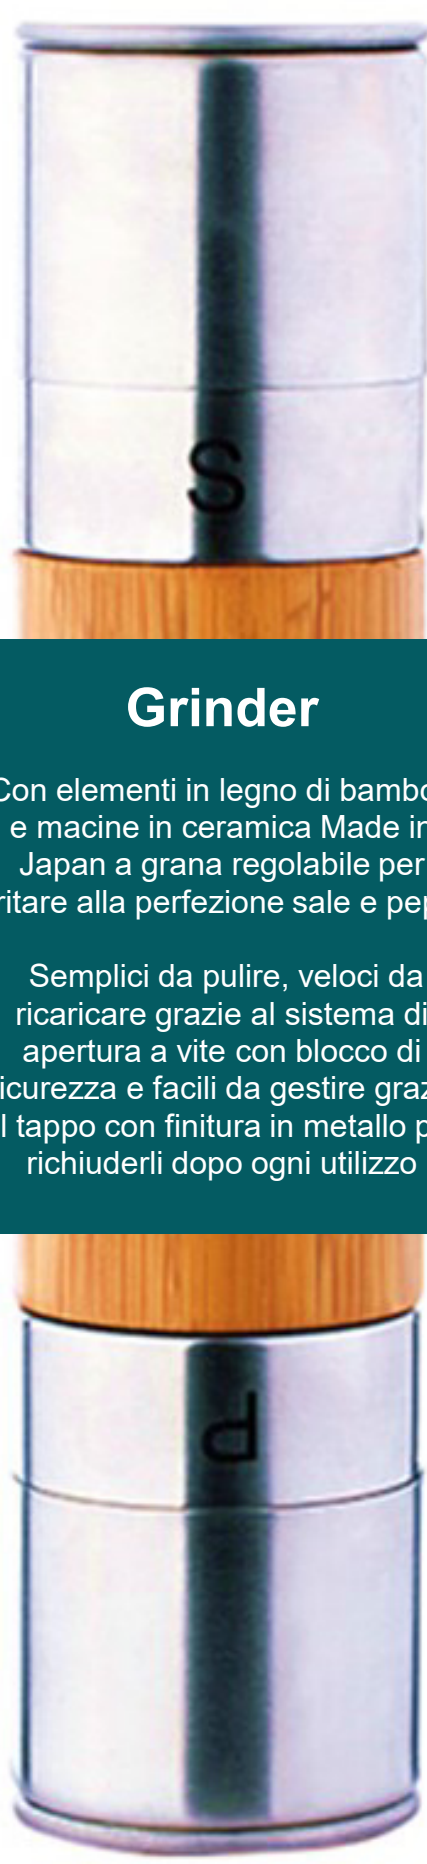 S
Grinder
Con elementi in legno di bambo
e macine in ceramica Made in
Japan a grana regolabile per
ritare alla perfezione sale e pep
Semplici da pulire, veloci da
ricaricare grazie al sistema di
apertura a vite con blocco di
icurezza e facili da gestire graz
l tappo con finitura in metallo p
richiuderli dopo ogni utilizzo
P